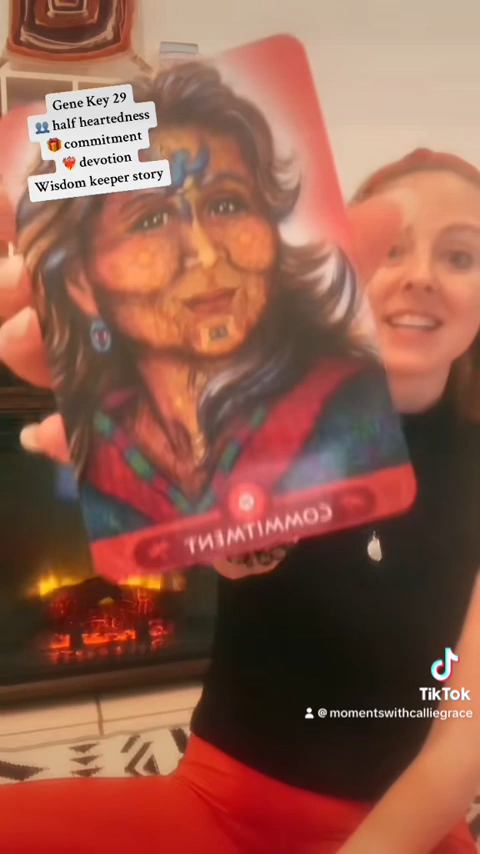 Gene Key 29
👥 half heartedness
🎁 commitment
❤️‍🔥 devotion
Wisdom keeper story
COMMITMENT
TikTok
@momentswithcalliegrace